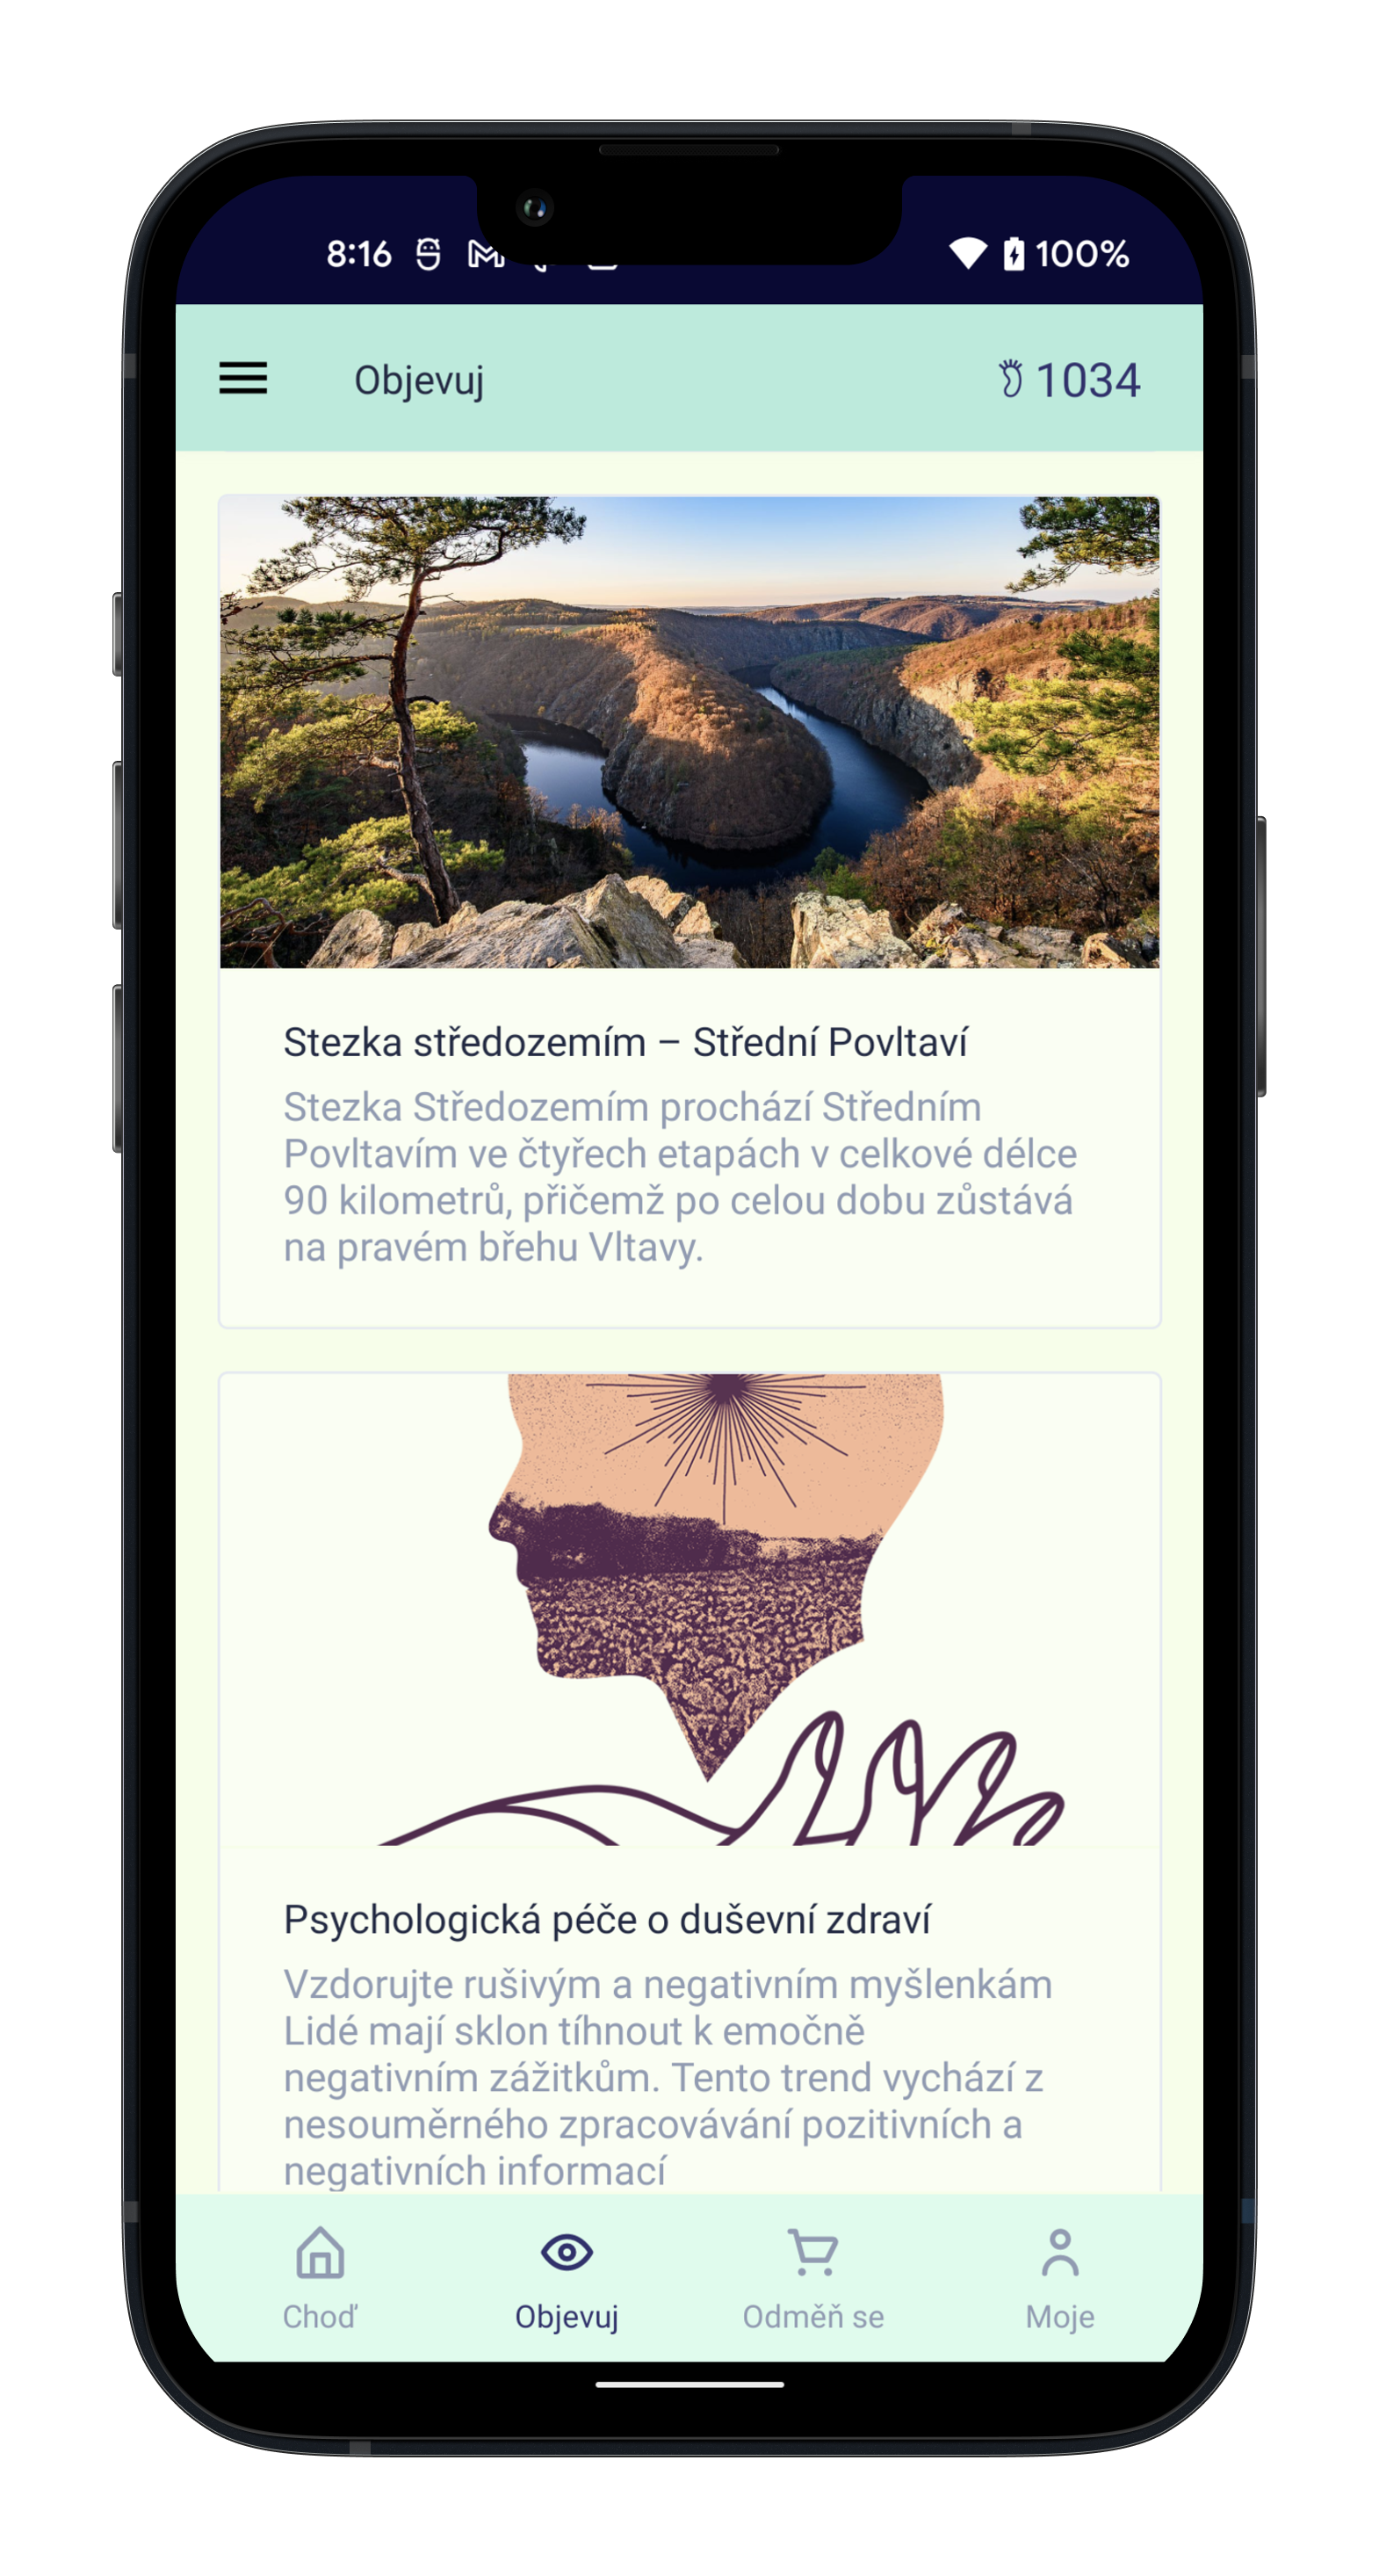 8:16
100%
Objevuj
1034
Stezka středozemím – Střední Povltaví
Stezka Středozemím prochází Středním
Povltavím ve čtyřech etapách v celkové délce
90 kilometrů, přičemž po celou dobu zůstává
na pravém břehu Vltavy.
Psychologická péče o duševní zdraví
Vzdorujte rušivým a negativním myšlenkám
Lidé mají sklon tíhnout k emočně
negativním zážitkům. Tento trend vychází z
nesouměrného zpracovávání pozitivních a
negativních informací
Choď
Objevuj
Odměň se
Moje